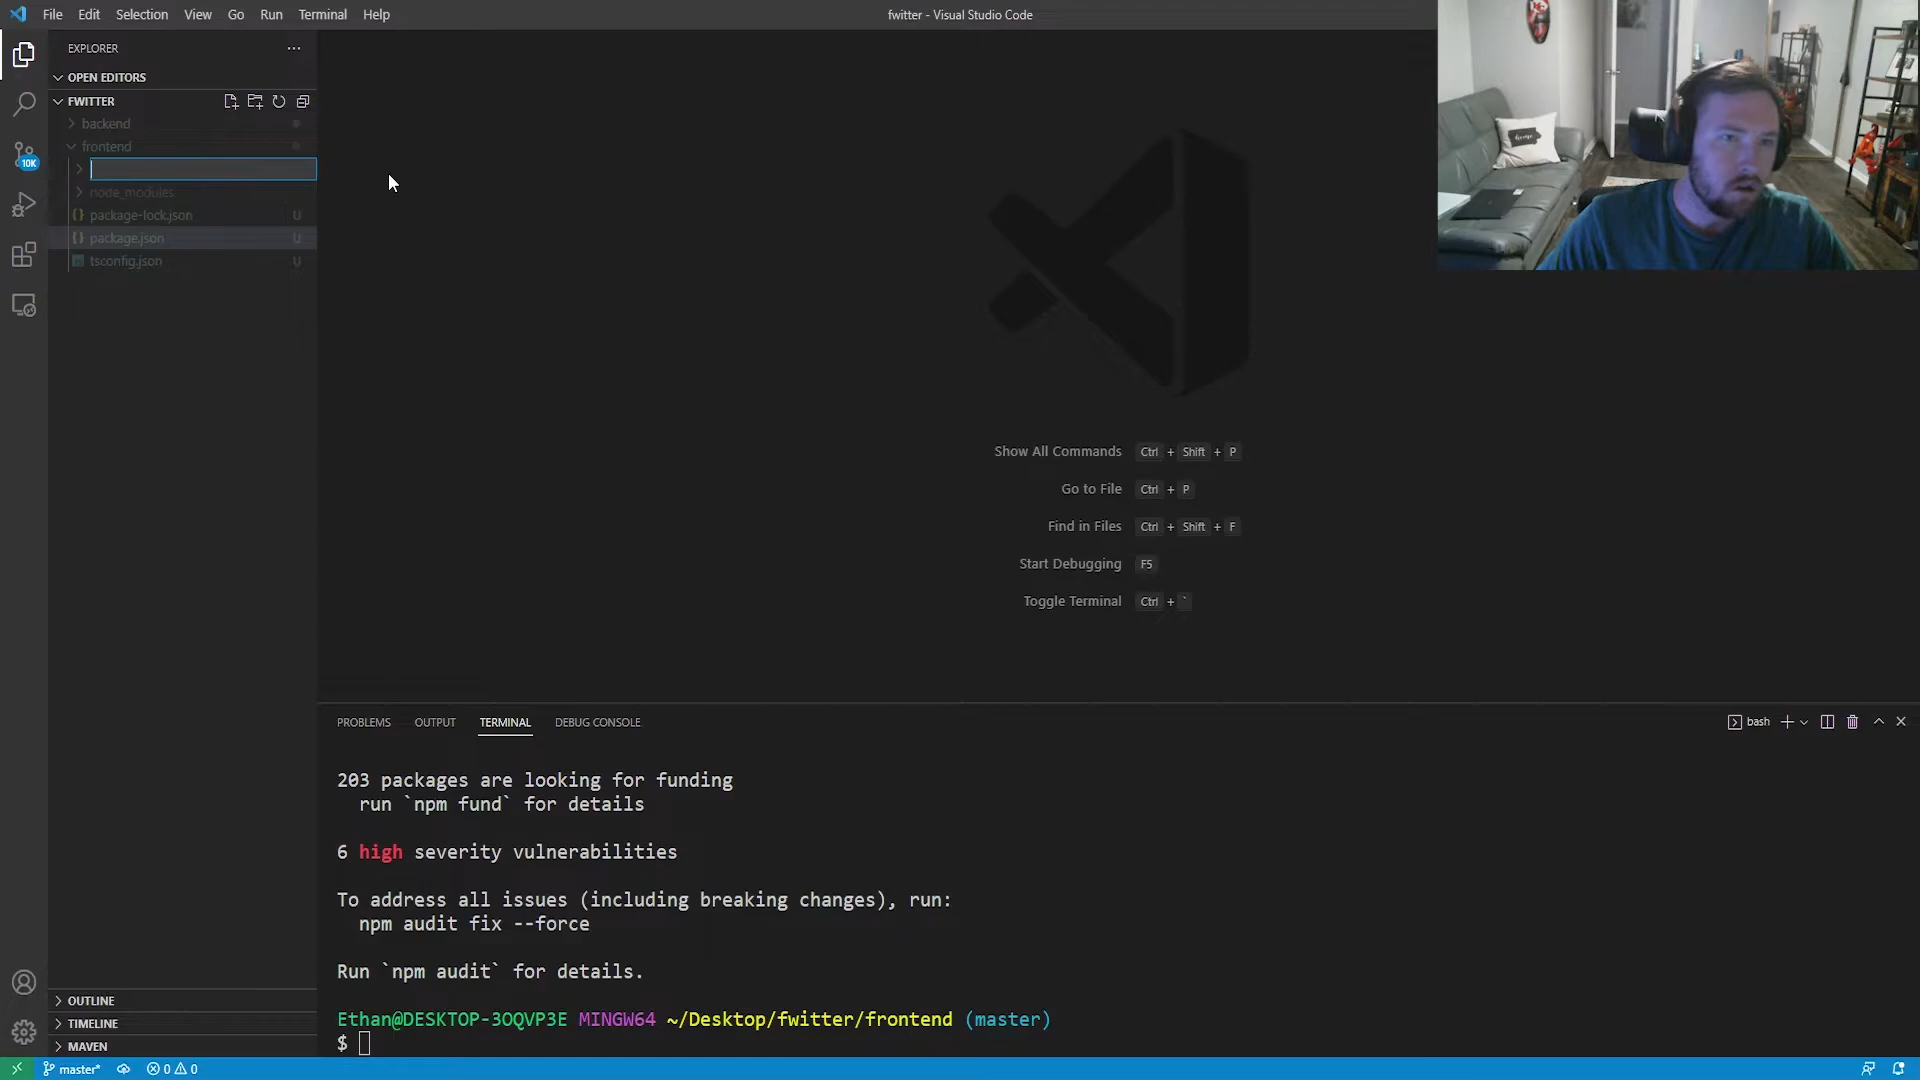 File Edit Selection View Go Run Terminal Help
fwitter - Visual Studio Code
EXPLORER
OPEN EDITORS
FWITTER
backend
frontend
node_modules
package-lock.json U
package.json U
tsconfig.json U
10K
Show All Commands Ctrl + Shift + P
Go to File Ctrl + P
Find in Files Ctrl + Shift + F
Start Debugging F5
Toggle Terminal Ctrl + `
PROBLEMS OUTPUT TERMINAL DEBUG CONSOLE
bash
203 packages are looking for funding
run `npm fund` for details
6 high severity vulnerabilities
To address all issues (including breaking changes), run:
npm audit fix --force
Run `npm audit` for details.
Ethan@DESKTOP-3OQVP3E MINGW64 ~/Desktop/fwitter/frontend (master)
$
OUTLINE
TIMELINE
MAVEN
master* 0 0